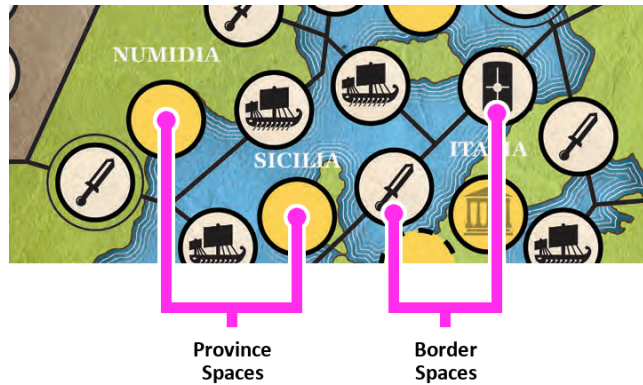 NUMIDIA
SICILIA
ITALIA
Province
Spaces
Border
Spaces